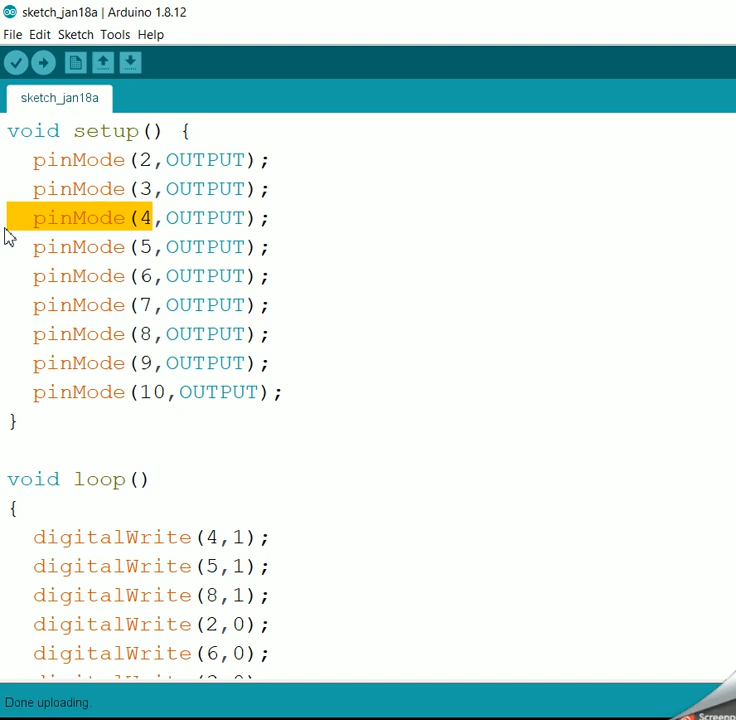 sketch_jan18a | Arduino 1.8.12
File Edit Sketch Tools Help
sketch_jan18a
void setup() {
pinMode(2,OUTPUT);
pinMode(3,OUTPUT);
pinMode(4,OUTPUT);
pinMode(5,OUTPUT);
pinMode(6,OUTPUT);
pinMode(7,OUTPUT);
pinMode(8,OUTPUT);
pinMode(9,OUTPUT);
pinMode(10,OUTPUT);
}
void loop()
{
digitalWrite(4,1);
digitalWrite(5,1);
digitalWrite(8,1);
digitalWrite(2,0);
digitalWrite(6,0);
Done uploading.